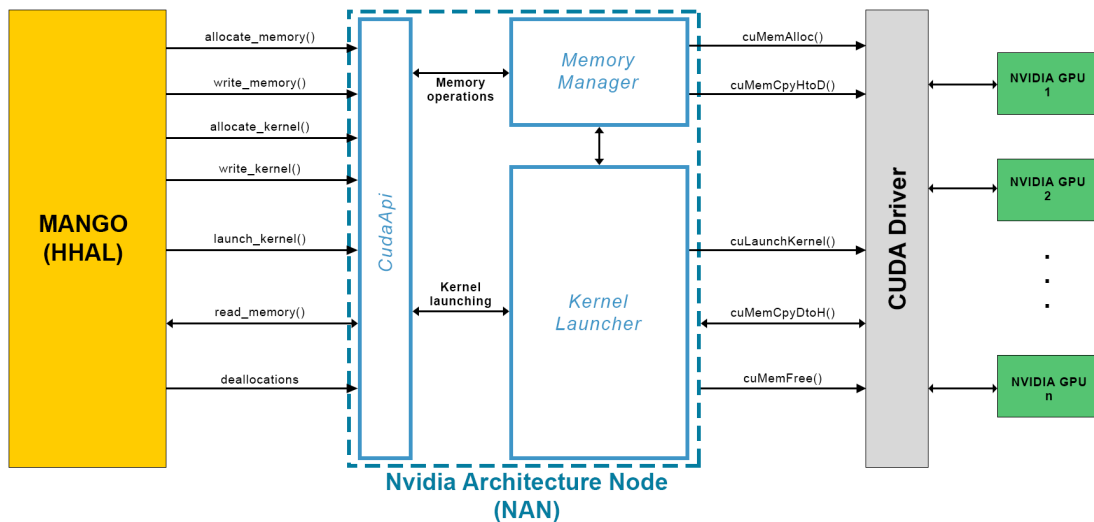 MANGO
(HHAL)
allocate_memory()
write_memory()
allocate_kernel()
write_kernel()
launch_kernel()
read_memory()
deallocations
CudaApi
Memory
operations
Kernel
launching
Memory
Manager
Kernel
Launcher
Nvidia Architecture Node
(NAN)
cuMemAlloc()
cuMemCpyHtoD()
cuLaunchKernel()
cuMemCpyDtoH()
cuMemFree()
CUDA Driver
NVIDIA GPU
1
NVIDIA GPU
2
NVIDIA GPU
n